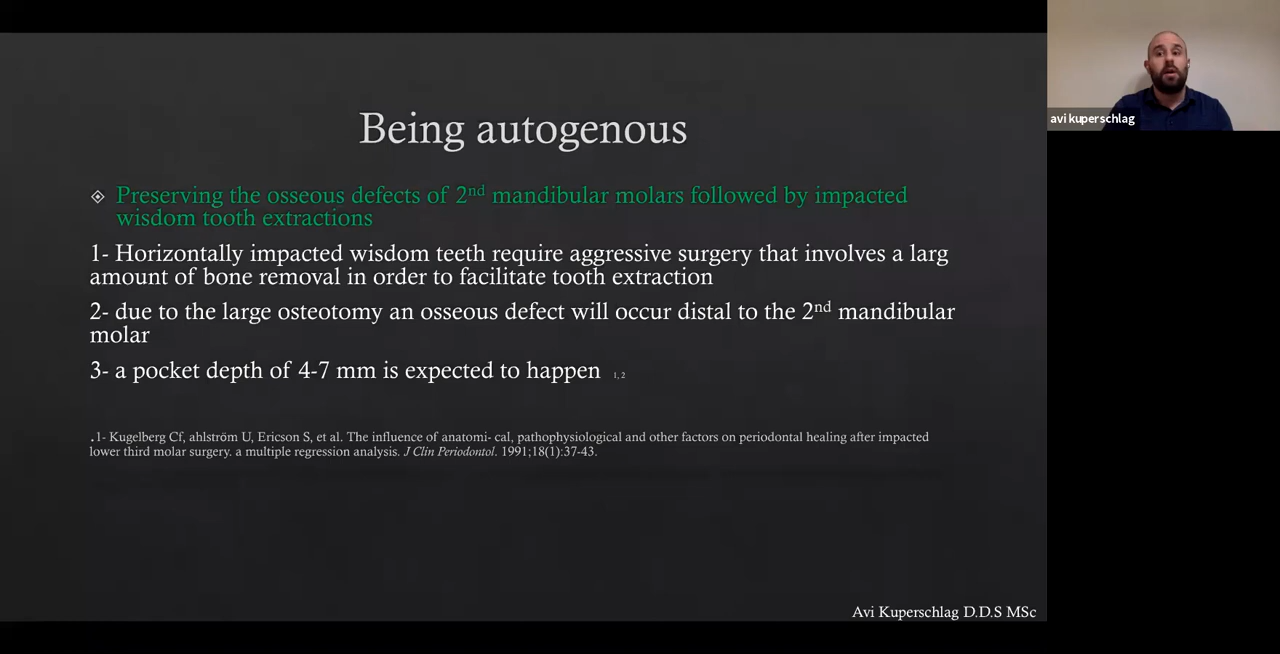 Being autogenous
Preserving the osseous defects of 2nd mandibular molars followed by impacted
wisdom tooth extractions
1- Horizontally impacted wisdom teeth require aggressive surgery that involves a larg
amount of bone removal in order to facilitate tooth extraction
2- due to the large osteotomy an osseous defect will occur distal to the 2nd mandibular
molar
3- a pocket depth of 4-7 mm is expected to happen 1, 2
.1- Kugelberg Cf, ahlström U, Ericson S, et al. The influence of anatomi- cal, pathophysiological and other factors on periodontal healing after impacted
lower third molar surgery. a multiple regression analysis. J Clin Periodontol. 1991;18(1):37-43.
Avi Kuperschlag D.D.S MSc
avi kuperschlag